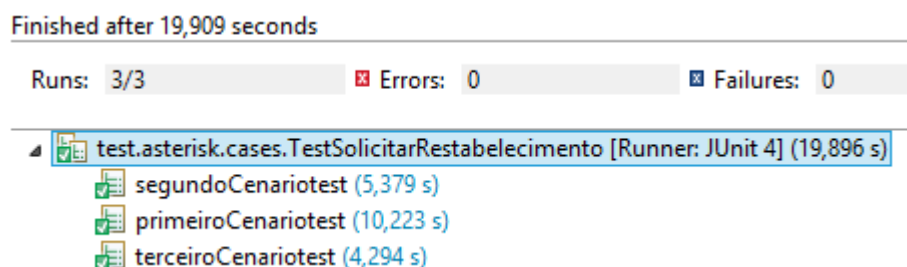 Finished after 19,909 seconds
Runs: 3/3 Errors: 0 Failures: 0
test.asterisk.cases.TestSolicitarRestabelecimento [Runner: JUnit 4] (19,896 s)
segundoCenariotest (5,379 s)
primeiroCenariotest (10,223 s)
terceiroCenariotest (4,294 s)